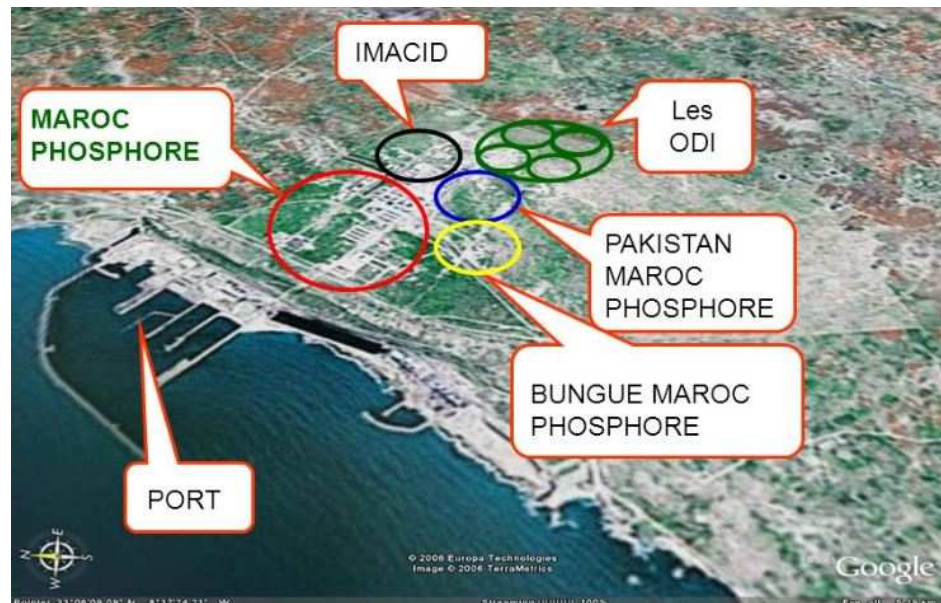 IMACID
MAROC
PHOSPHORE
Les
ODI
PAKISTAN
MAROC
PHOSPHORE
BUNGUE MAROC
PHOSPHORE
PORT
N
E
S
W
© 2006 Europa Technologies
Image © 2006 TerraMetrics
Google